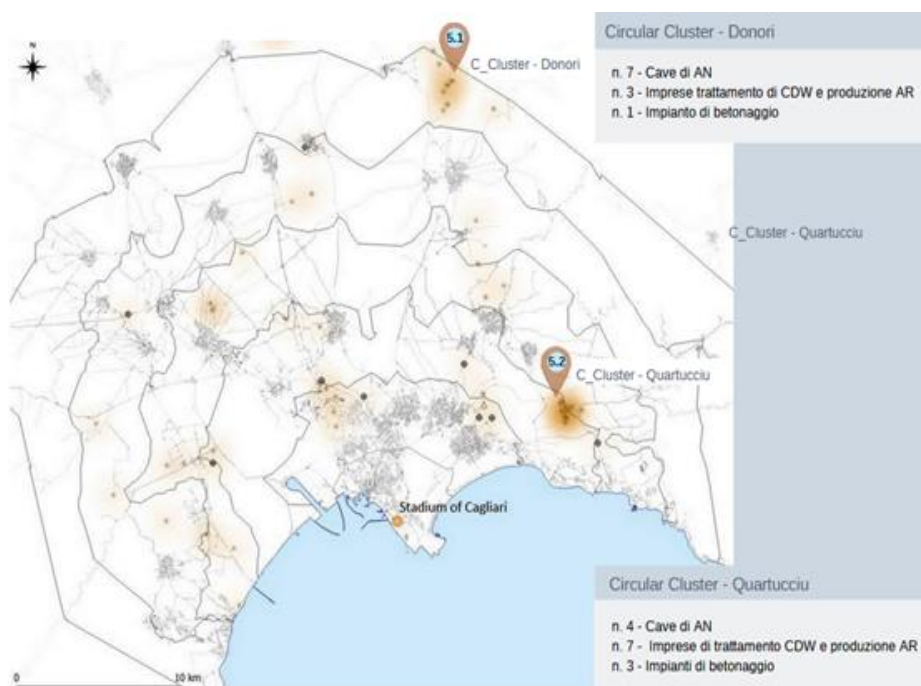 N
5.1
C_Cluster - Donori
Circular Cluster - Donori
n. 7 - Cave di AN
n. 3 - Imprese trattamento di CDW e produzione AR
n. 1 - Impianto di betonaggio
C_Cluster - Quartucciu
5.2
C_Cluster - Quartucciu
Stadium of Cagliari
Circular Cluster - Quartucciu
n. 4 - Cave di AN
n. 7 - Imprese di trattamento CDW e produzione AR
n. 3 - Impianti di betonaggio
0
10 km